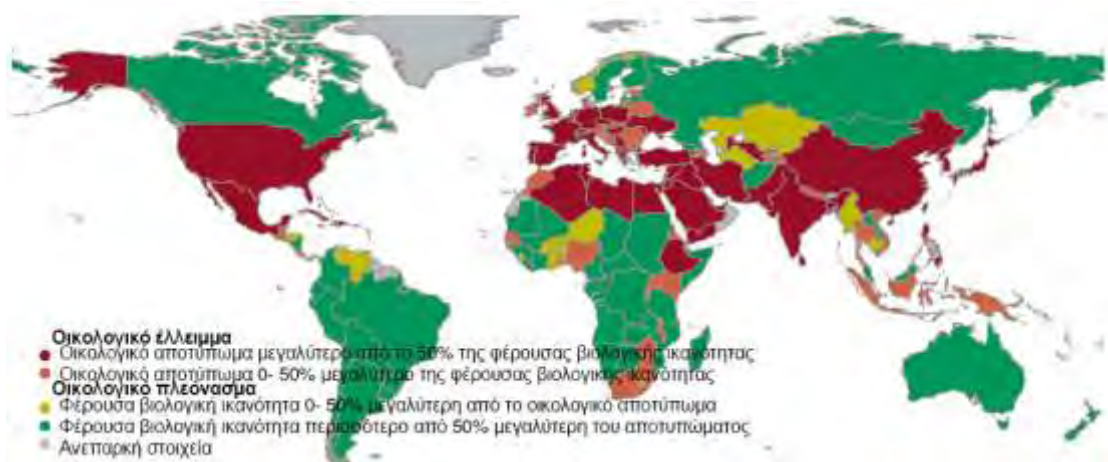 Οικολογικό έλλειμμα
Οικολογικό αποτύπωμα μεγαλύτερο από το 50% της φέρουσας βιολογικής ικανότητας
Οικολογικό αποτύπωμα 0- 50% μεγαλύτερο της φέρουσας βιολογικής ικανότητας
Οικολογικό πλεόνασμα
Φέρουσα βιολογική ικανότητα 0- 50% μεγαλύτερη από το οικολογικό αποτύπωμα
Φέρουσα βιολογική ικανότητα περισσότερο από 50% μεγαλύτερη του αποτυπώματος
Ανεπαρκή στοιχεία